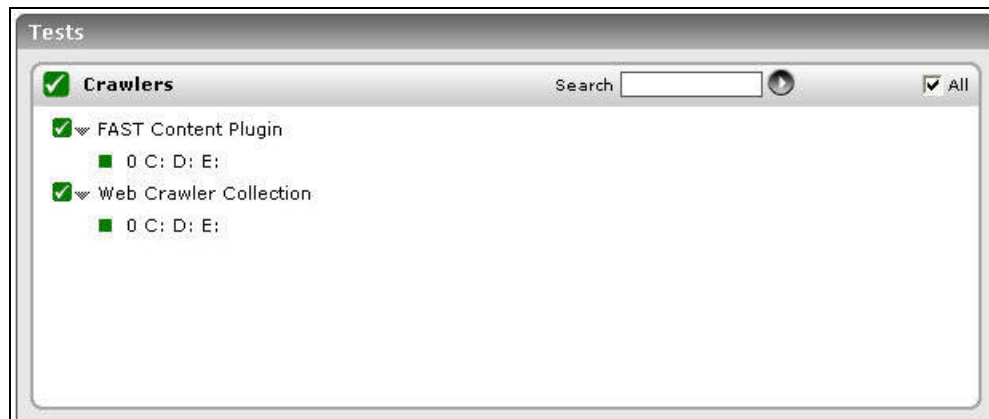 Tests
Crawlers Search All
FAST Content Plugin
0 C: D: E:
Web Crawler Collection
0 C: D: E: